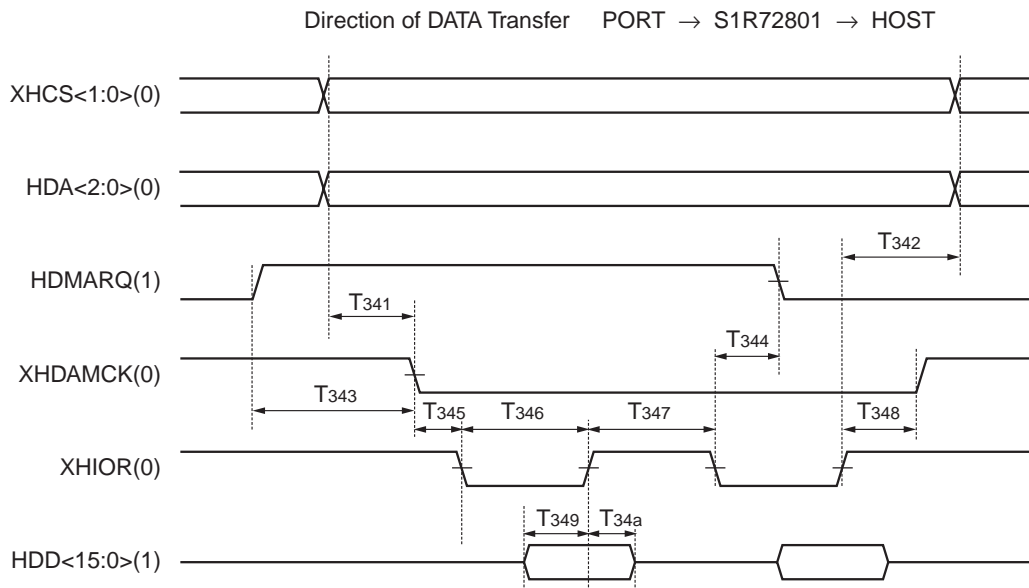 Direction of DATA Transfer PORT → S1R72801 → HOST
XHCS<1:0>(0)
HDA<2:0>(0)
T342
HDMARQ(1)
T341
T344
XHDAMCK(0)
T343
T345 T346 T347 T348
XHIOR(0)
T349 T34a
HDD<15:0>(1)